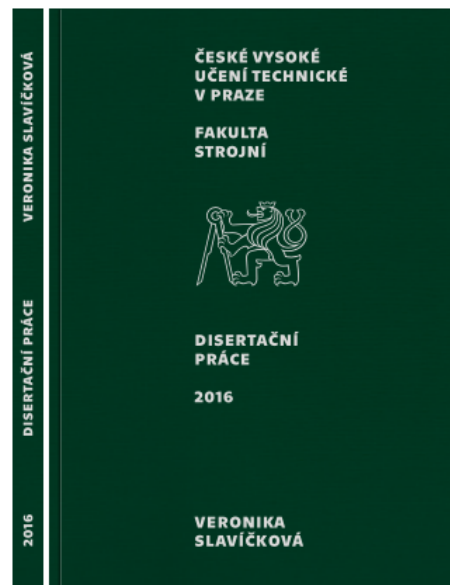 VERONIKA SLAVÍČKOVÁ
DISERTAČNÍ PRÁCE
2016
ČESKÉ VYSOKÉ
UČENÍ TECHNICKÉ
V PRAZE
FAKULTA
STROJNÍ
DISERTAČNÍ
PRÁCE
2016
VERONIKA
SLAVÍČKOVÁ